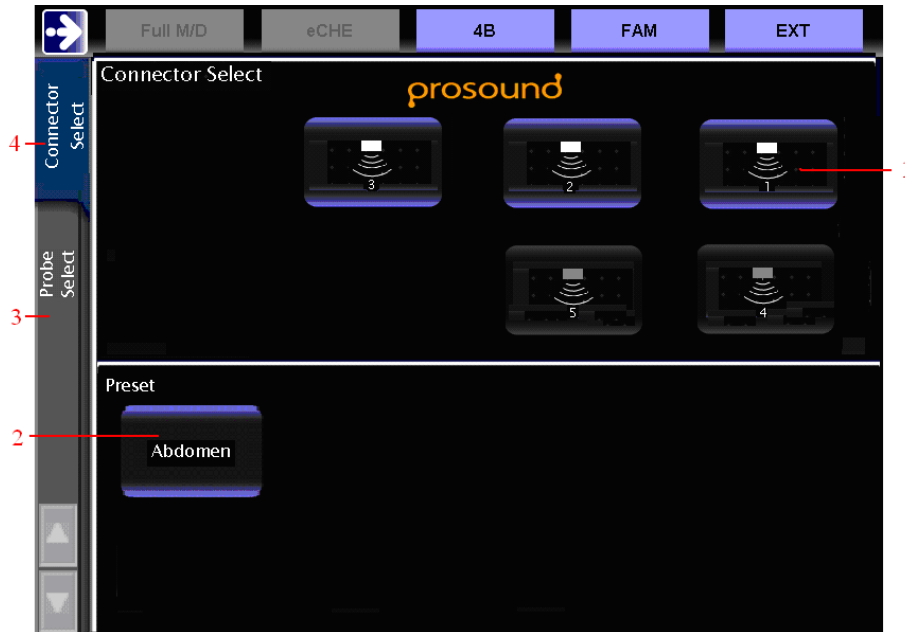 Full M/D eCHE 4B FAM EXT
Connector Select
prosound
Connector
Select
4
3 2 1
Probe
Select
3
5 4
Preset
2
Abdomen